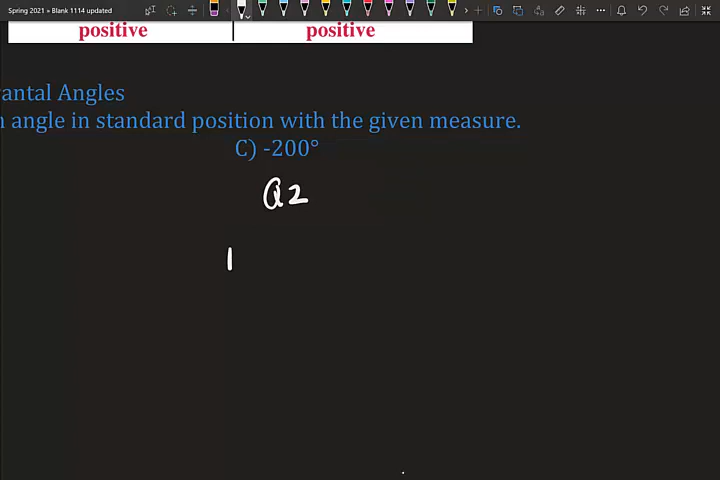 Spring 2021 » Blank 1114 updated
positive positive
antal Angles
n angle in standard position with the given measure.
C) -200°
Q2
1